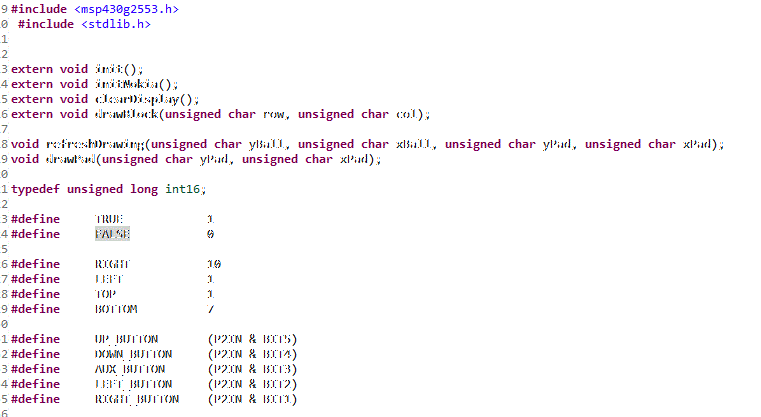 9 #include <msp430g2553.h>
0 #include <stdlib.h>
1
2
3 extern void init();
4 extern void initNokia();
5 extern void clearDisplay();
6 extern void drawBlock(unsigned char row, unsigned char col);
7
8 void refreshDrawing(unsigned char yBall, unsigned char xBall, unsigned char yPad, unsigned char xPad);
9 void drawPad(unsigned char yPad, unsigned char xPad);
0
1 typedef unsigned long int16;
2
3 #define TRUE 1
4 #define FALSE 0
5
6 #define RIGHT 10
7 #define LEFT 1
8 #define TOP 1
9 #define BOTTOM 7
0
1 #define UP_BUTTON (P2IN & BIT5)
2 #define DOWN_BUTTON (P2IN & BIT4)
3 #define AUX_BUTTON (P2IN & BIT3)
4 #define LEFT_BUTTON (P2IN & BIT2)
5 #define RIGHT_BUTTON (P2IN & BIT1)
6